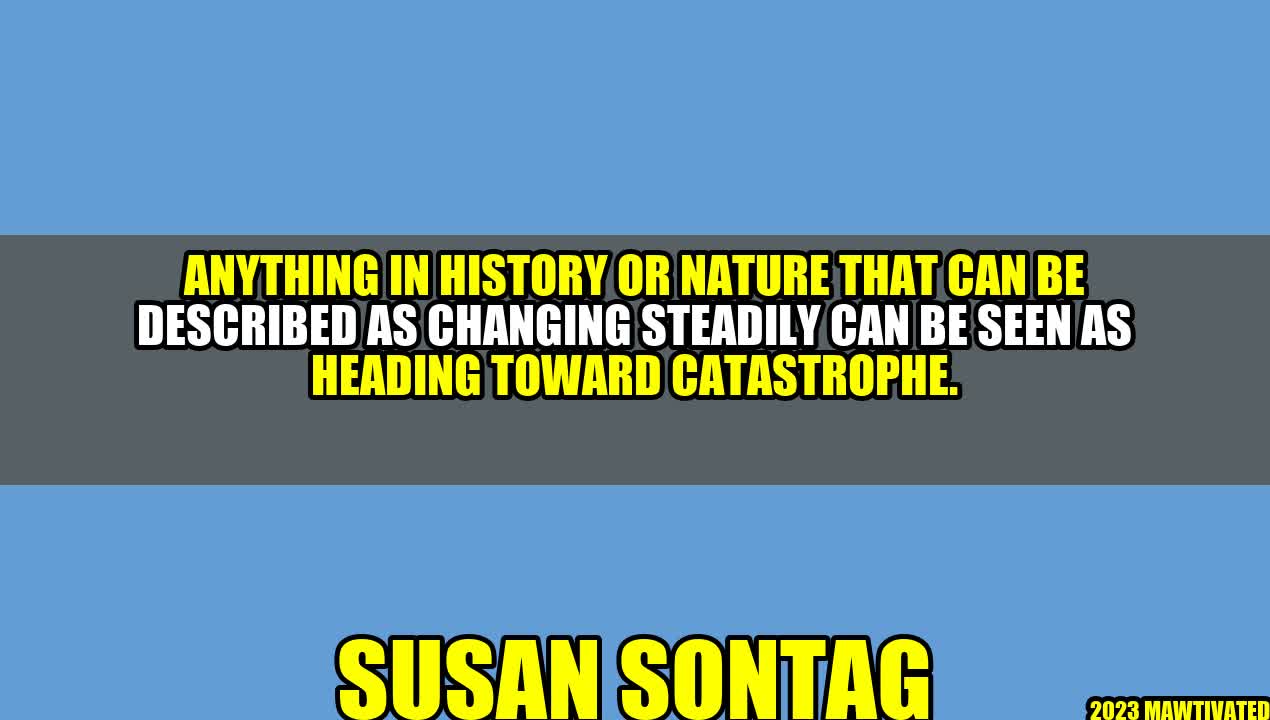 ANYTHING IN HISTORY OR NATURE THAT CAN BE
DESCRIBED AS CHANGING STEADILY CAN BE SEEN AS
HEADING TOWARD CATASTROPHE.
SUSAN SONTAG
2023 MAWTIVATED